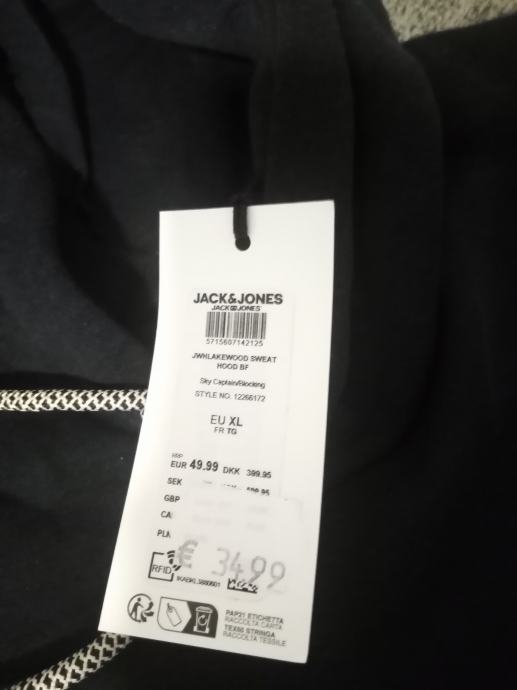 JACK&JONES
JACK&JONES
5715607142125
JWHLAKEWOOD SWEAT
HOOD BF
Sky Captain/Blocking
STYLE NO. 12266172
EU XL
FR TG
RRP
EUR 49.99 DKK 399.95
SEK
GBP
PLN
€ 34.99
RFID
PAP21 ETICHETTA
RACCOLTA CARTA
TEX60 STRINGA
RACCOLTA TESSILE